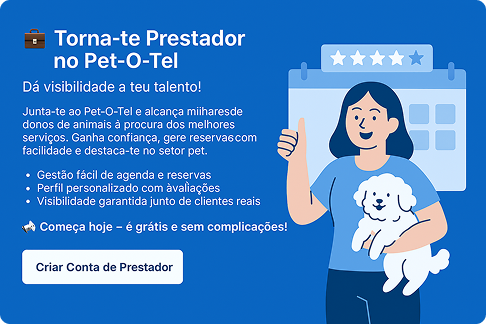 Torna-te Prestador
no Pet-O-Tel
Dá visibilidade a teu talento!
Junta-te ao Pet-O-Tel e alcança miiharesde
donos de animais à procura dos melhores
serviços. Ganha confiança, gere reservascom
facilidade e destaca-te no setor pet.
• Gestão fácil de agenda e reservas
• Perfil personalizado com àvalḭações
• Visibilidade garantida junto de clientes reais
Começa hoje – é grátis e sem complicações!
Criar Conta de Prestador